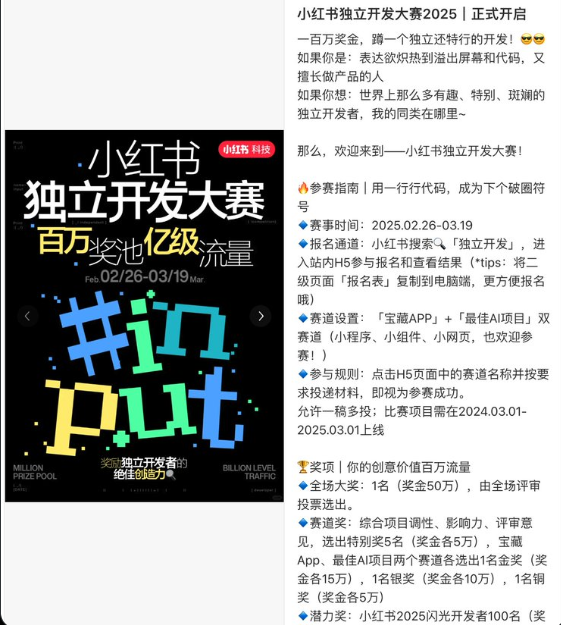 小红书 科技
小红书
独立开发大赛
百万奖池亿级流量
Feb.02/26-03/19 Mar
#in
put
MILLION
PRIZE POOL
奖励独立开发者的
绝佳创造力
BILLION LEVEL
TRAFFIC
小红书独立开发大赛2025｜正式开启
一百万奖金，蹲一个独立还特行的开发！😎😎
如果你是：表达欲炽热到溢出屏幕和代码，又
擅长做产品的人
如果你想：世界上那么多有趣、特别、斑斓的
独立开发者，我的同类在哪里~
那么，欢迎来到——小红书独立开发大赛！
🔥参赛指南｜用一行行代码，成为下个破圈符
号
🔹赛事时间：2025.02.26-03.19
🔹报名通道：小红书搜索🔍「独立开发」，进
入站内H5参与报名和查看结果（*tips：将二
级页面「报名表」复制到电脑端，更方便报名
哦）
🔹赛道设置：「宝藏APP」+「最佳AI项目」双
赛道（小程序、小组件、小网页，也欢迎参
赛！）
🔹参与规则：点击H5页面中的赛道名称并按要
求投递材料，即视为参赛成功。
允许一稿多投；比赛项目需在2024.03.01-
2025.03.01上线
🏆奖项｜你的创意价值百万流量
🔹全场大奖：1名（奖金50万），由全场评审
投票选出。
🔹赛道奖：综合项目调性、影响力、评审意
见，选出特别奖5名（奖金各5万），宝藏
App、最佳AI项目两个赛道各选出1名金奖（奖
金各15万），1名银奖（奖金各10万），1名铜
奖（奖金各5万）
🔹潜力奖：小红书2025闪光开发者100名（奖